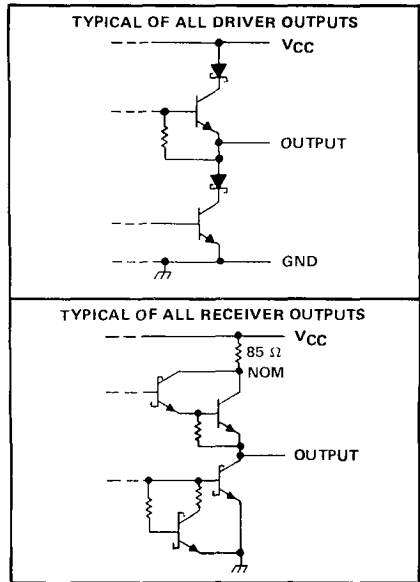 TYPICAL OF ALL DRIVER OUTPUTS
VCC
OUTPUT
GND
TYPICAL OF ALL RECEIVER OUTPUTS
VCC
85 Ω
NOM
OUTPUT